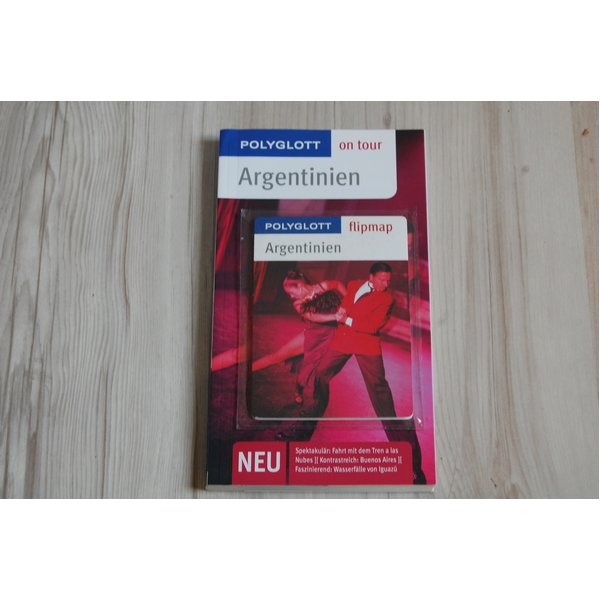 POLYGLOTT on tour
Argentinien
POLYGLOTT flipmap
Argentinien
NEU
Spektakulär: Fahrt mit dem Tren a las
Nubes ][ Kontrastreich: Buenos Aires ][
Faszinierend: Wasserfälle von Iguazú